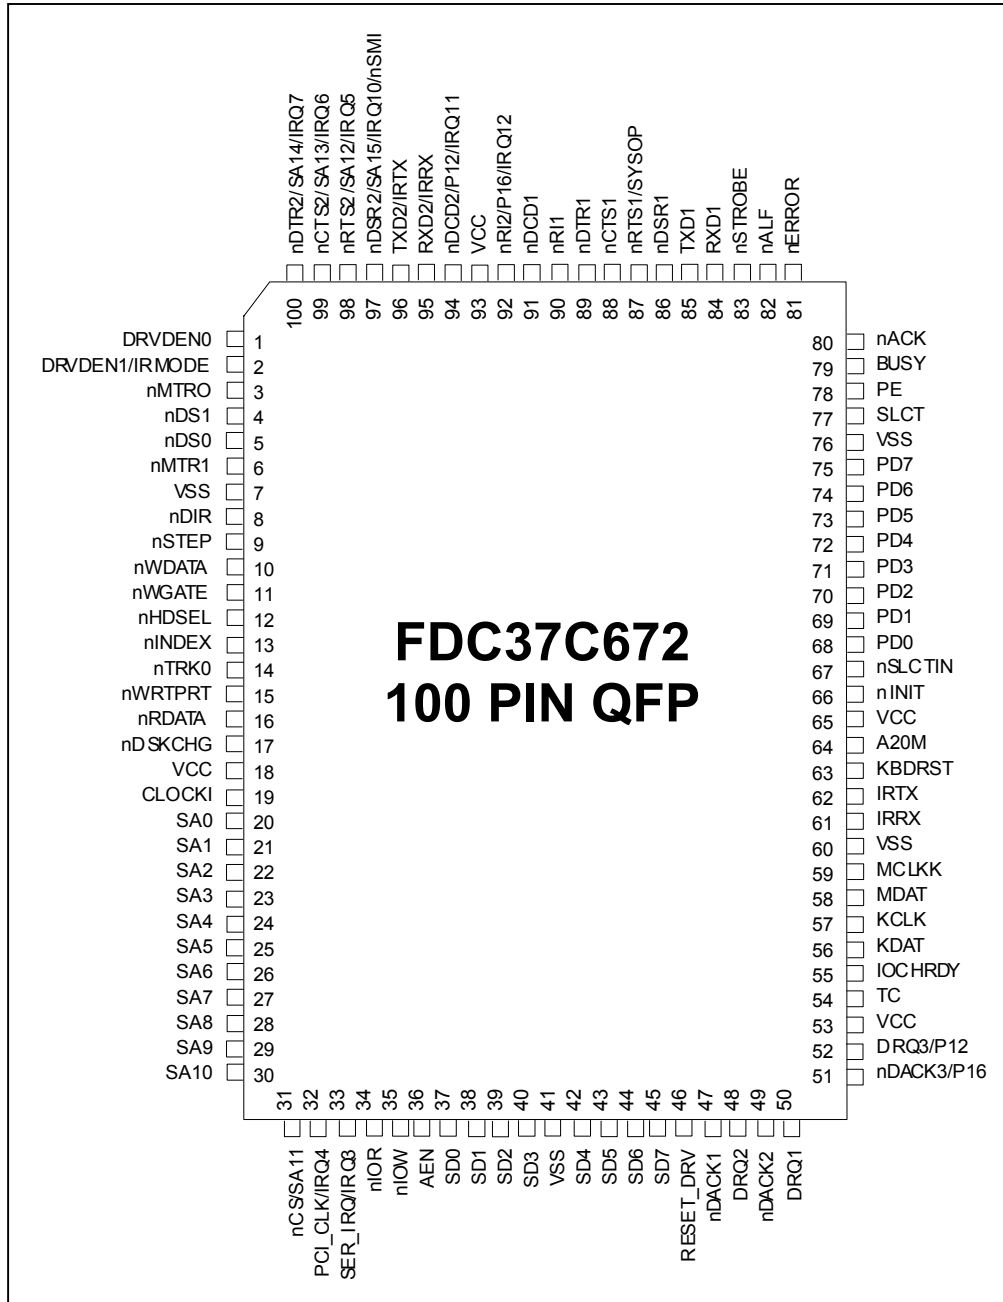 nDTR2/SA14/IRQ7
nCTS2/SA13/IRQ6
nRTS2/SA12/IRQ5
nDSR2/SA15/IRQ10/nSMI
TXD2/IRTX
RXD2/IRRX
nDCD2/P12/IRQ11
VCC
nRI2/P16/IRQ12
nDCD1
nRI1
nDTR1
nCTS1
nRTS1/SYSOP
nDSR1
TXD1
RXD1
nSTROBE
nALF
nERROR
100
99
98
97
96
95
94
93
92
91
90
89
88
87
86
85
84
83
82
81
DRVDEN0 1
DRVDEN1/IRMODE 2
nMTRO 3
nDS1 4
nDS0 5
nMTR1 6
VSS 7
nDIR 8
nSTEP 9
nWDATA 10
nWGATE 11
nHDSEL 12
nINDEX 13
nTRK0 14
nWRTPRT 15
nRDATA 16
nDSKCHG 17
VCC 18
CLOCKI 19
SA0 20
SA1 21
SA2 22
SA3 23
SA4 24
SA5 25
SA6 26
SA7 27
SA8 28
SA9 29
SA10 30
FDC37C672
100 PIN QFP
80 nACK
79 BUSY
78 PE
77 SLCT
76 VSS
75 PD7
74 PD6
73 PD5
72 PD4
71 PD3
70 PD2
69 PD1
68 PD0
67 nSLCTIN
66 nINIT
65 VCC
64 A20M
63 KBDRST
62 IRTX
61 IRRX
60 VSS
59 MCLKK
58 MDAT
57 KCLK
56 KDAT
55 IOCHRDY
54 TC
53 VCC
52 DRQ3/P12
51 nDACK3/P16
31
32
33
34
35
36
37
38
39
40
41
42
43
44
45
46
47
48
49
50
nCS/SA11
PCI_CLK/IRQ4
SER_IRQ/IRQ3
nIOR
nIOW
AEN
SD0
SD1
SD2
SD3
VSS
SD4
SD5
SD6
SD7
RESET_DRV
nDACK1
DRQ2
nDACK2
DRQ1